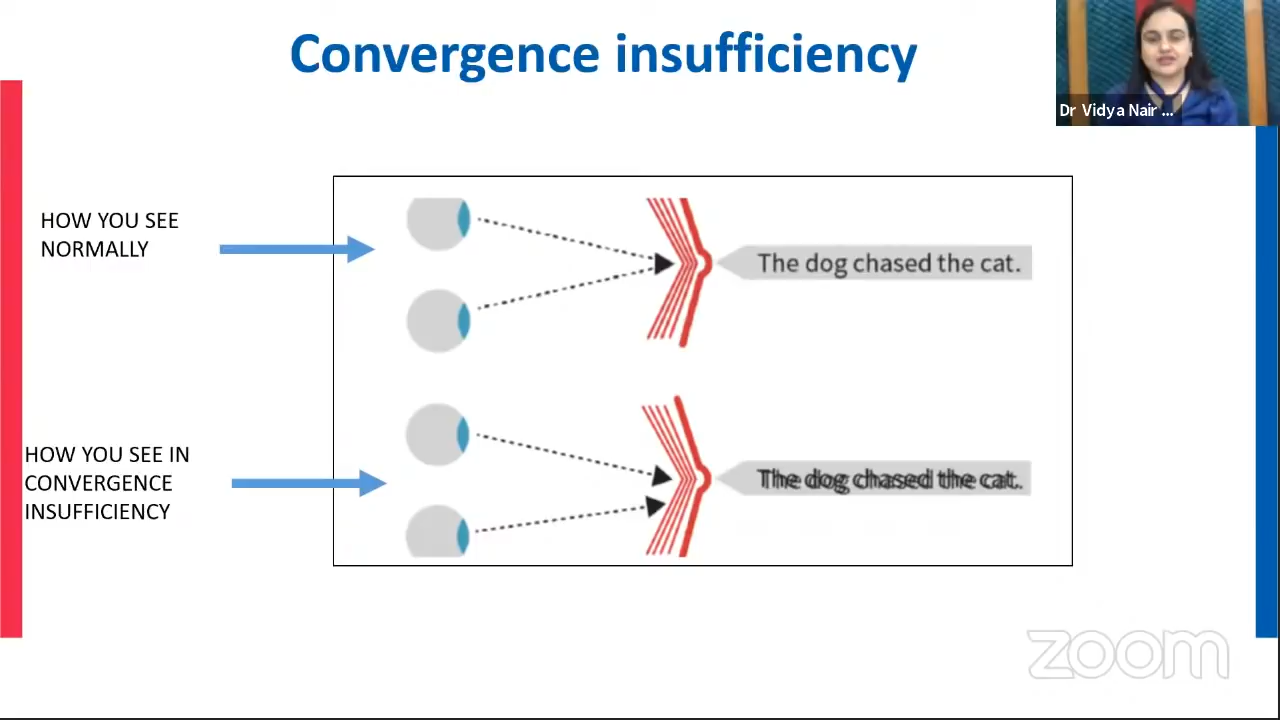 Convergence insufficiency
Dr Vidya Nair ...
HOW YOU SEE
NORMALLY
The dog chased the cat.
HOW YOU SEE IN
CONVERGENCE
INSUFFICIENCY
The dog chased the cat.
zoom